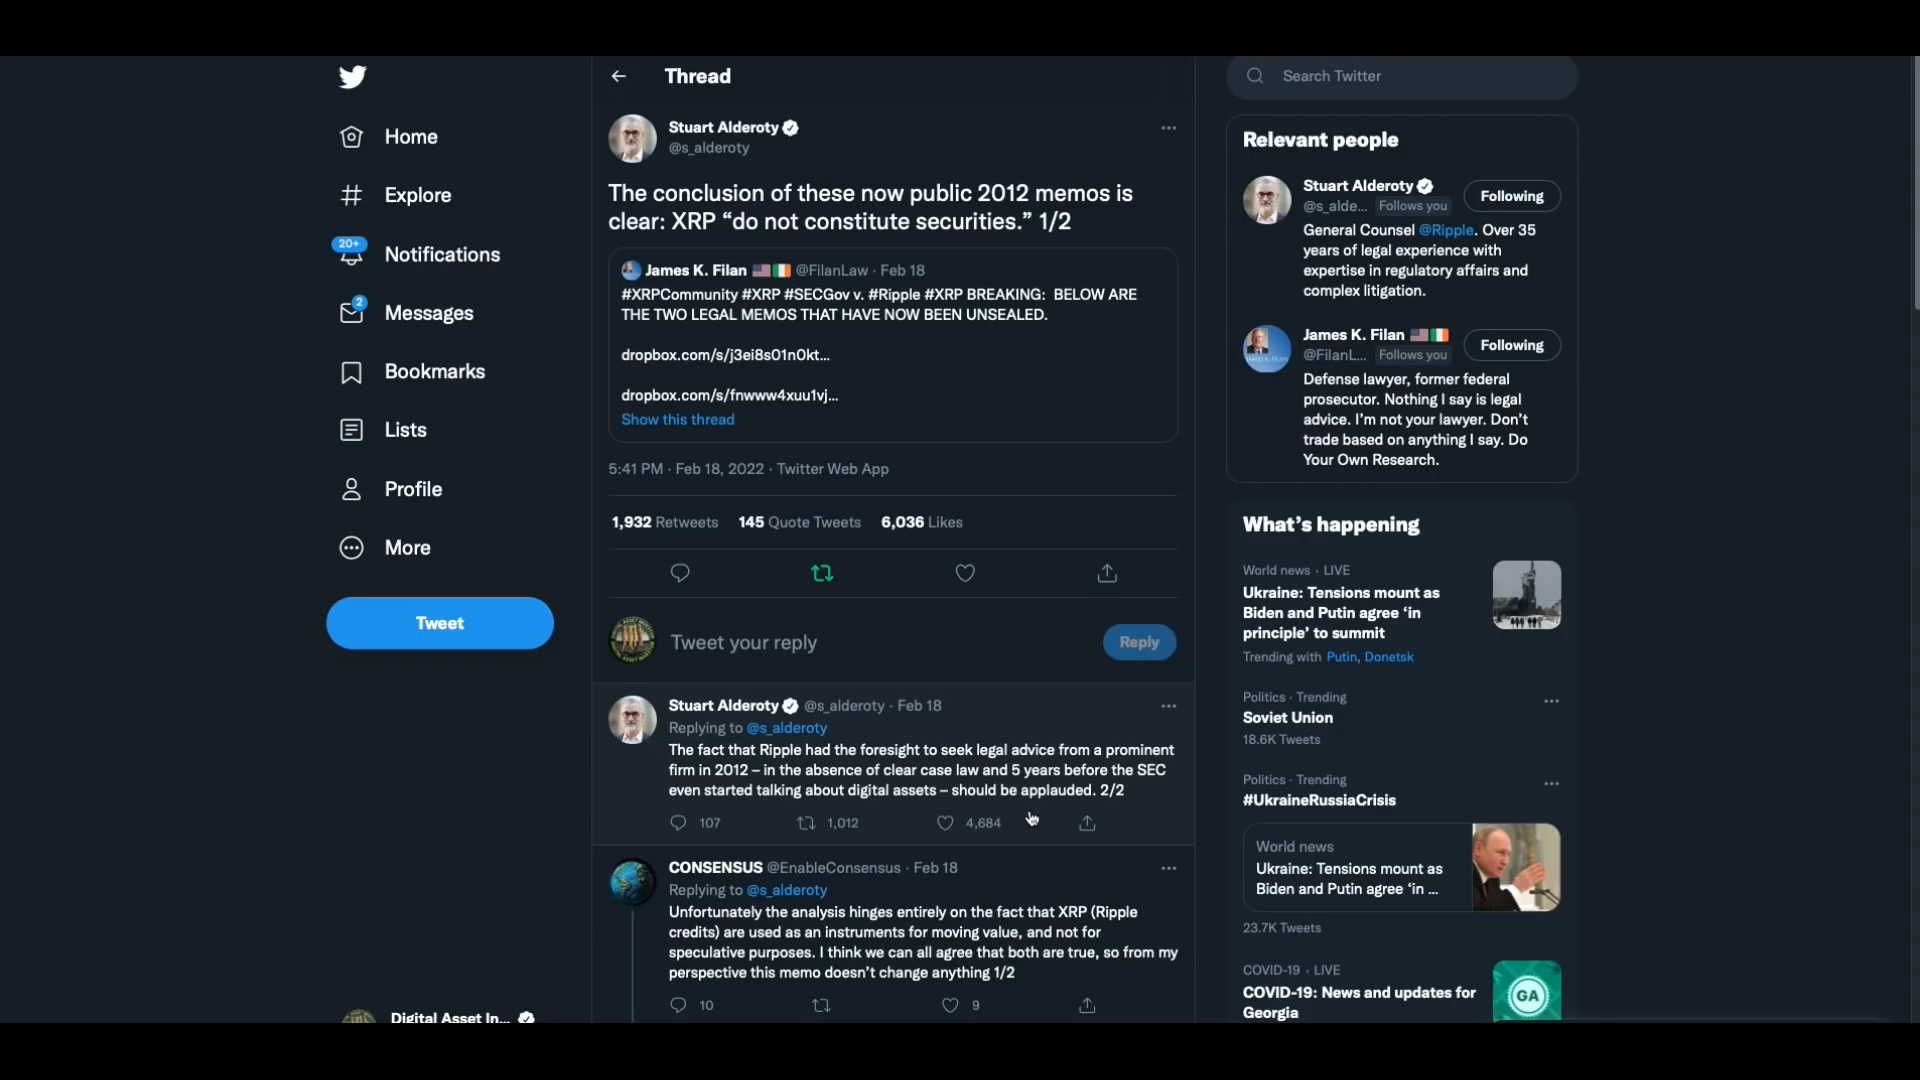 Home
Explore
20+
Notifications
2
Messages
Bookmarks
Lists
Profile
More
Tweet
Digital Asset In...
Thread
Stuart Alderoty
@s_alderoty
The conclusion of these now public 2012 memos is
clear: XRP “do not constitute securities.” 1/2
James K. Filan 🇺🇸🇮🇪 @FilanLaw · Feb 18
#XRPCommunity #XRP #SECGov v. #Ripple #XRP BREAKING: BELOW ARE
THE TWO LEGAL MEMOS THAT HAVE NOW BEEN UNSEALED.
dropbox.com/s/j3ei8s01n0kt...
dropbox.com/s/fnwww4xuu1vj...
Show this thread
5:41 PM · Feb 18, 2022 · Twitter Web App
1,932 Retweets 145 Quote Tweets 6,036 Likes
Tweet your reply
Reply
Stuart Alderoty @s_alderoty · Feb 18
Replying to @s_alderoty
The fact that Ripple had the foresight to seek legal advice from a prominent
firm in 2012 – in the absence of clear case law and 5 years before the SEC
even started talking about digital assets – should be applauded. 2/2
107 1,012 4,684
CONSENSUS @EnableConsensus · Feb 18
Replying to @s_alderoty
Unfortunately the analysis hinges entirely on the fact that XRP (Ripple
credits) are used as an instruments for moving value, and not for
speculative purposes. I think we can all agree that both are true, so from my
perspective this memo doesn’t change anything 1/2
10 9
Search Twitter
Relevant people
Stuart Alderoty
Following
@s_alde... Follows you
General Counsel @Ripple. Over 35
years of legal experience with
expertise in regulatory affairs and
complex litigation.
James K. Filan 🇺🇸🇮🇪
Following
@FilanL... Follows you
Defense lawyer, former federal
prosecutor. Nothing I say is legal
advice. I’m not your lawyer. Don’t
trade based on anything I say. Do
Your Own Research.
What’s happening
World news · LIVE
Ukraine: Tensions mount as
Biden and Putin agree ‘in
principle’ to summit
Trending with Putin, Donetsk
Politics · Trending
Soviet Union
18.6K Tweets
Politics · Trending
#UkraineRussiaCrisis
World news
Ukraine: Tensions mount as
Biden and Putin agree ‘in ...
23.7K Tweets
COVID-19 · LIVE
COVID-19: News and updates for
Georgia
GA